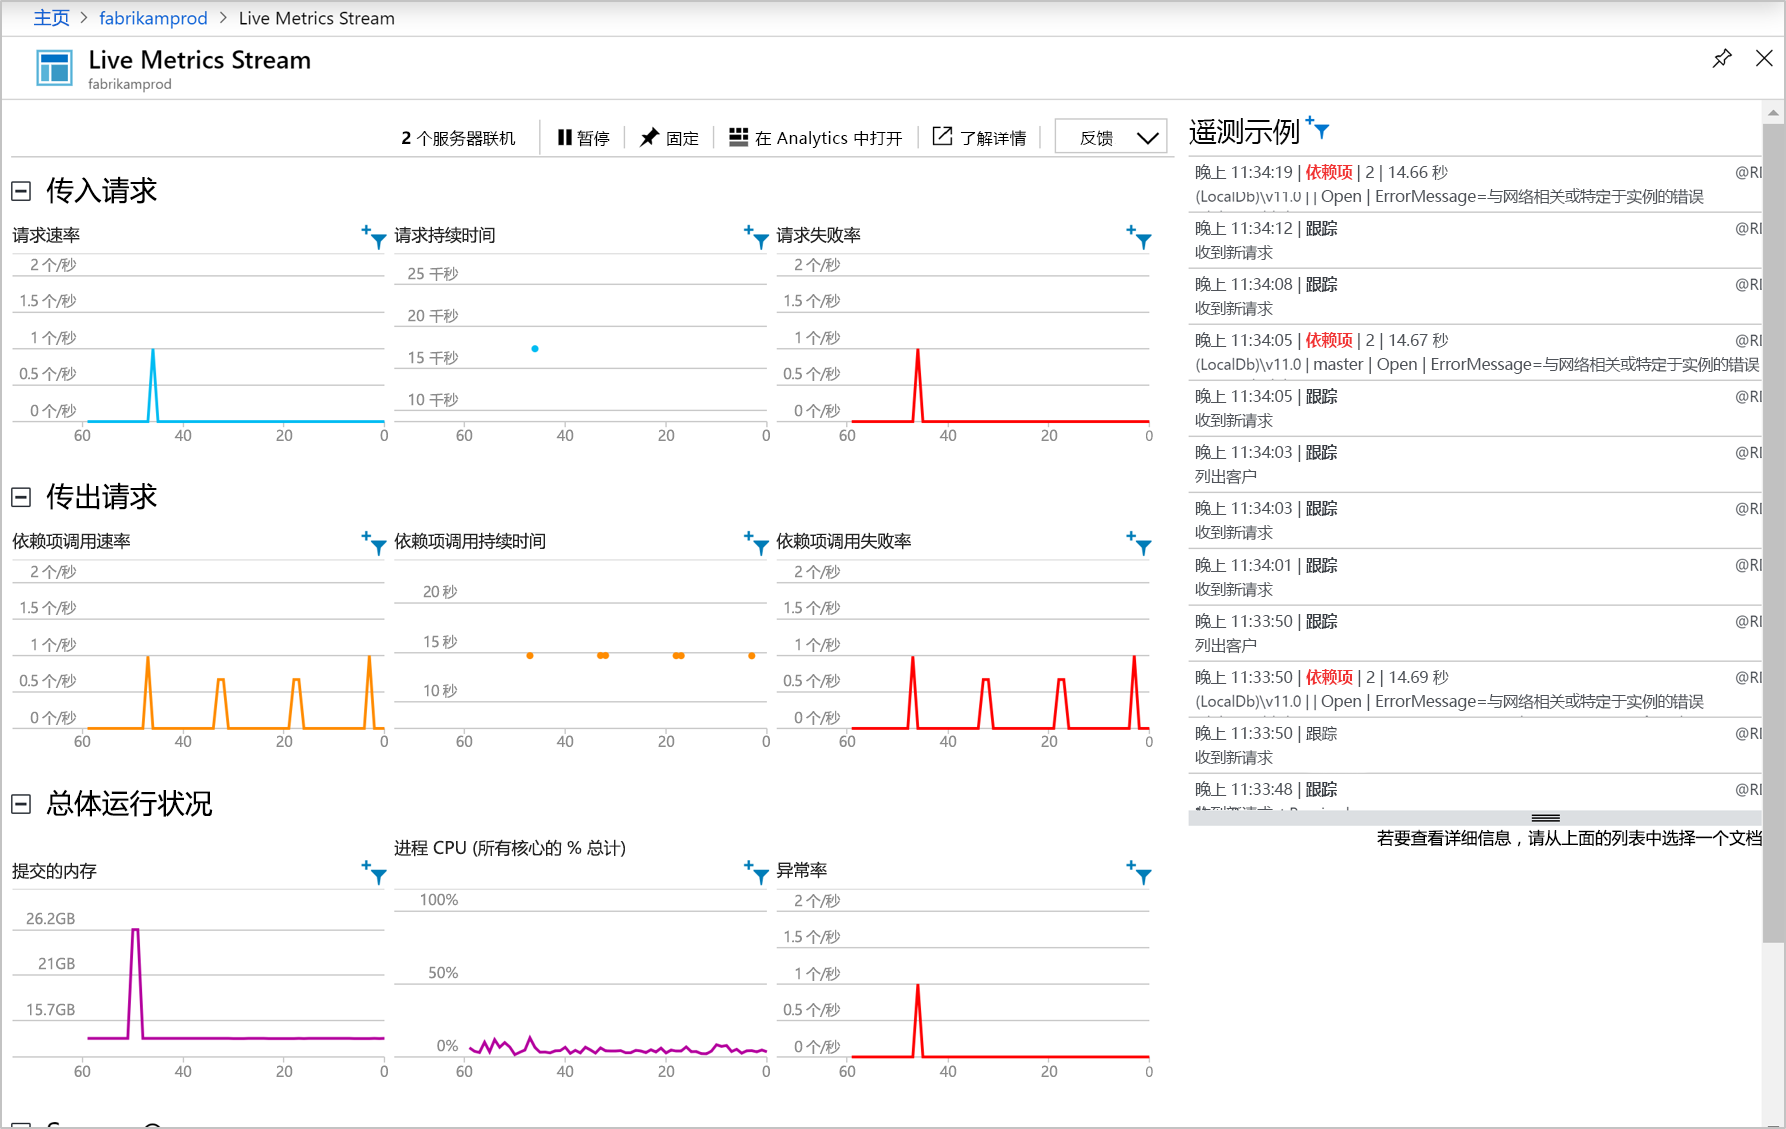 主页 > fabrikamprod > Live Metrics Stream
Live Metrics Stream
fabrikamprod
2 个服务器联机
暂停
固定
在 Analytics 中打开
了解详情
反馈
传入请求
请求速率
2 个/秒
1.5 个/秒
1 个/秒
0.5 个/秒
0 个/秒
60 40 20 0
请求持续时间
25 千秒
20 千秒
15 千秒
10 千秒
60 40 20 0
请求失败率
2 个/秒
1.5 个/秒
1 个/秒
0.5 个/秒
0 个/秒
60 40 20 0
传出请求
依赖项调用速率
2 个/秒
1.5 个/秒
1 个/秒
0.5 个/秒
0 个/秒
60 40 20 0
依赖项调用持续时间
20 秒
15 秒
10 秒
60 40 20 0
依赖项调用失败率
2 个/秒
1.5 个/秒
1 个/秒
0.5 个/秒
0 个/秒
60 40 20 0
总体运行状况
提交的内存
26.2GB
21GB
15.7GB
60 40 20 0
进程 CPU (所有核心的 % 总计)
100%
50%
0%
60 40 20 0
异常率
2 个/秒
1.5 个/秒
1 个/秒
0.5 个/秒
0 个/秒
60 40 20 0
遥测示例
晚上 11:34:19 | 依赖项 | 2 | 14.66 秒 @RI
(LocalDb)\v11.0 | | Open | ErrorMessage=与网络相关或特定于实例的错误
晚上 11:34:12 | 跟踪 @RI
收到新请求
晚上 11:34:08 | 跟踪 @RI
收到新请求
晚上 11:34:05 | 依赖项 | 2 | 14.67 秒 @RI
(LocalDb)\v11.0 | master | Open | ErrorMessage=与网络相关或特定于实例的错误
晚上 11:34:05 | 跟踪 @RI
收到新请求
晚上 11:34:03 | 跟踪 @RI
列出客户
晚上 11:34:03 | 跟踪 @RI
收到新请求
晚上 11:34:01 | 跟踪 @RI
收到新请求
晚上 11:33:50 | 跟踪 @RI
列出客户
晚上 11:33:50 | 依赖项 | 2 | 14.69 秒 @RI
(LocalDb)\v11.0 | | Open | ErrorMessage=与网络相关或特定于实例的错误
晚上 11:33:50 | 跟踪 @RI
收到新请求
晚上 11:33:48 | 跟踪 @RI
若要查看详细信息，请从上面的列表中选择一个文档